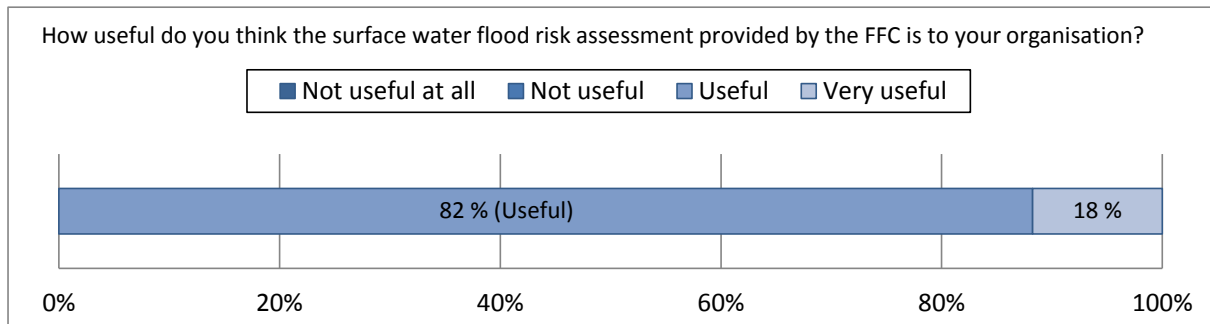 How useful do you think the surface water flood risk assessment provided by the FFC is to your organisation?
Not useful at all Not useful Useful Very useful
82 % (Useful) 18 %
0% 20% 40% 60% 80% 100%